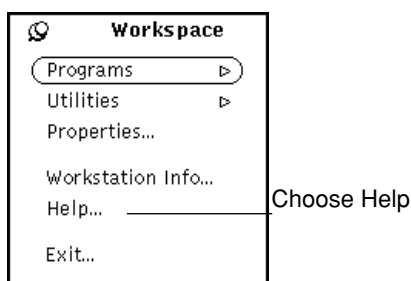 Workspace
Programs
Utilities
Properties...
Workstation Info...
Help...
Choose Help
Exit...